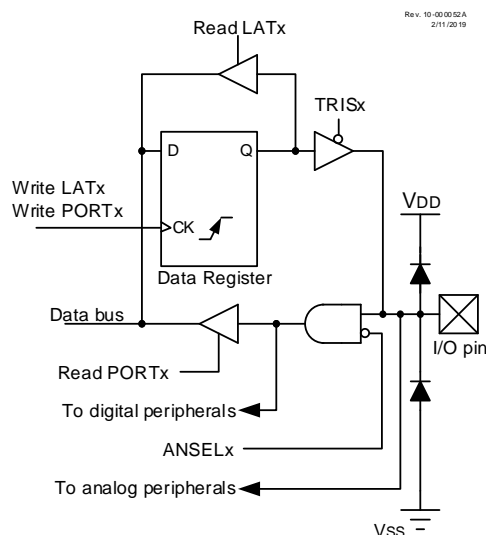 Rev. 10-000052A
2/11/2019
Read LATx
TRISx
D
Q
Write LATx
Write PORTx
CK
VDD
Data Register
Data bus
I/O pin
Read PORTx
To digital peripherals
ANSELx
To analog peripherals
VSS